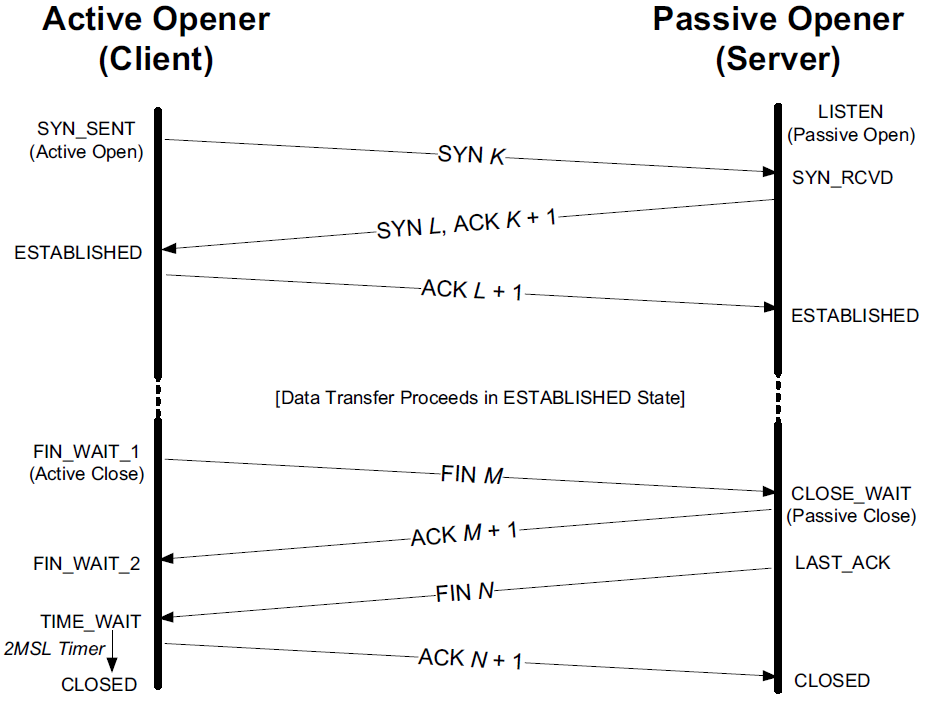 Active Opener
(Client)
Passive Opener
(Server)
SYN_SENT
(Active Open)
LISTEN
(Passive Open)
SYN K
SYN_RCVD
SYN L, ACK K + 1
ESTABLISHED
ACK L + 1
ESTABLISHED
[Data Transfer Proceeds in ESTABLISHED State]
FIN_WAIT_1
(Active Close)
FIN M
CLOSE_WAIT
(Passive Close)
ACK M + 1
FIN_WAIT_2
LAST_ACK
FIN N
TIME_WAIT
2MSL Timer
ACK N + 1
CLOSED
CLOSED